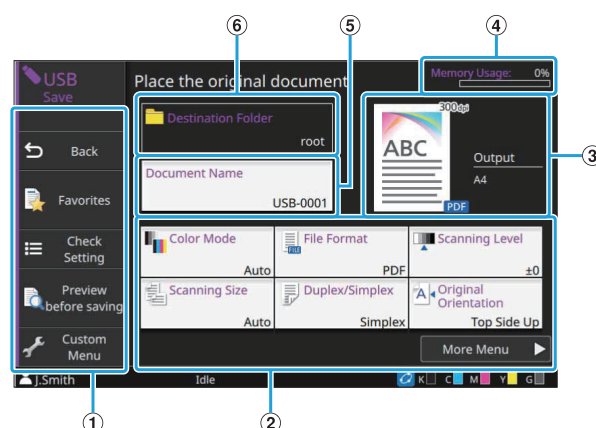 ⑥
⑤
④
USB
Save
Place the original document
Memory Usage: 0%
Destination Folder
root
300dpi
ABC
PDF
Output
A4
③
Back
Document Name
USB-0001
Favorites
Check
Setting
Color Mode
Auto
File Format
FILE
PDF
Scanning Level
±0
Preview
before saving
Scanning Size
Auto
Duplex/Simplex
Simplex
A
Original
Orientation
Top Side Up
Custom
Menu
More Menu
J.Smith
Idle
K C M Y G
①
②